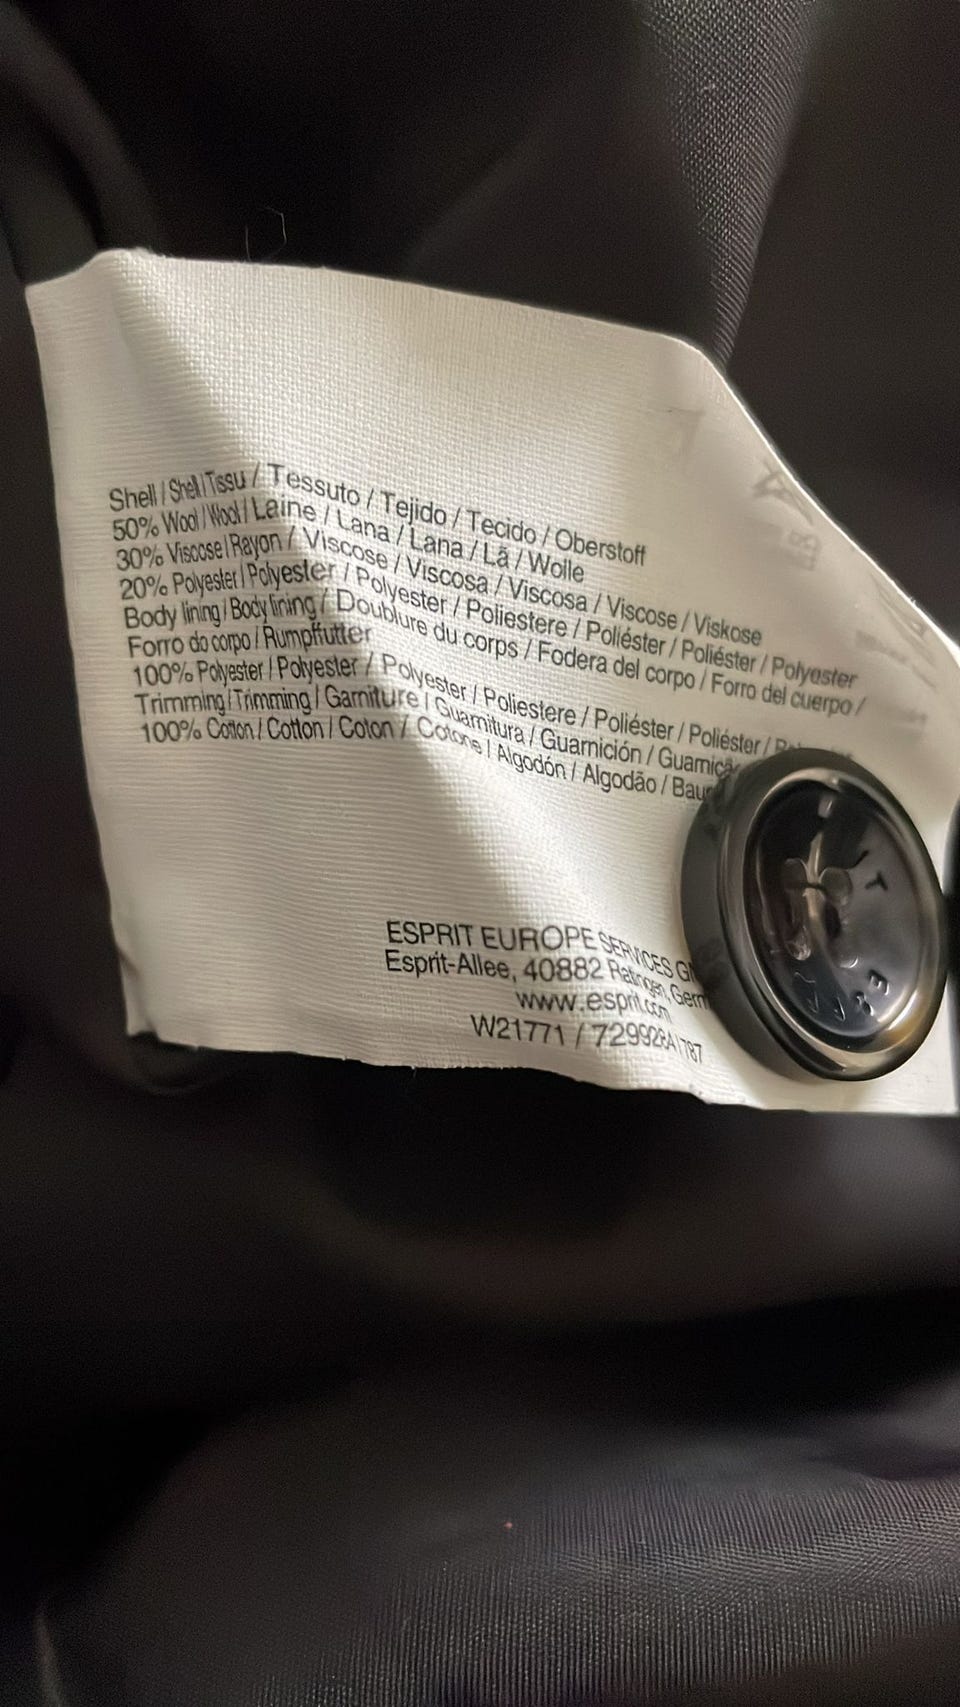 Shell / Shell / Tissu / Tessuto / Tejido / Tecido / Oberstoff
50% Wool / Wool / Laine / Lana / Lana / Lã / Wolle
30% Viscose / Rayon / Viscose / Viscosa / Viscosa / Viscose / Viskose
20% Polyester / Polyester / Polyester / Poliestere / Poliéster / Poliéster / Polyester
Body lining / Body lining / Doublure du corps / Fodera del corpo / Forro del cuerpo /
Forro do corpo / Rumpffutter
100% Polyester / Polyester / Polyester / Poliestere / Poliéster / Poliéster /
Trimming / Trimming / Garniture / Guarnitura / Guarnición /
100% Cotton / Cotton / Coton / Cotone / Algodón / Algodão /
ESPRIT EUROPE SERVICES
Esprit-Allee, 40882 Ratingen,
www.esprit.com
W21771 / 729928A / 787